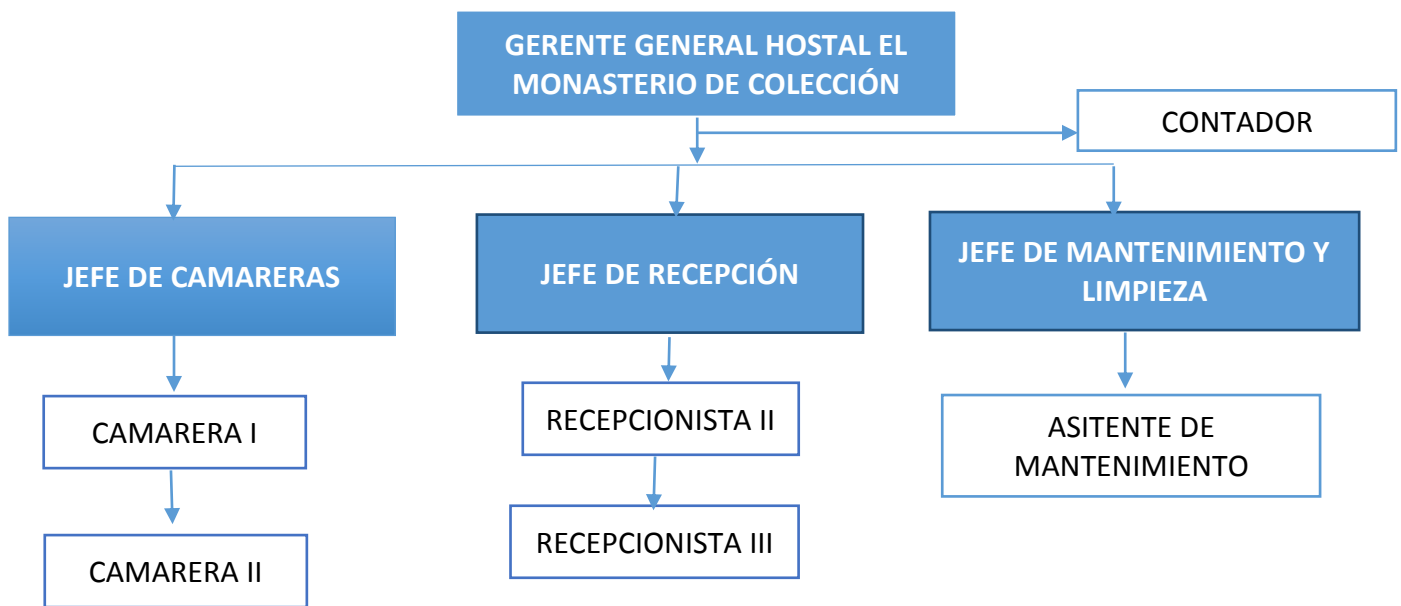 GERENTE GENERAL HOSTAL EL
MONASTERIO DE COLECCIÓN
CONTADOR
JEFE DE CAMARERAS
JEFE DE RECEPCIÓN
JEFE DE MANTENIMIENTO Y
LIMPIEZA
CAMARERA I
RECEPCIONISTA II
ASITENTE DE
MANTENIMIENTO
CAMARERA II
RECEPCIONISTA III